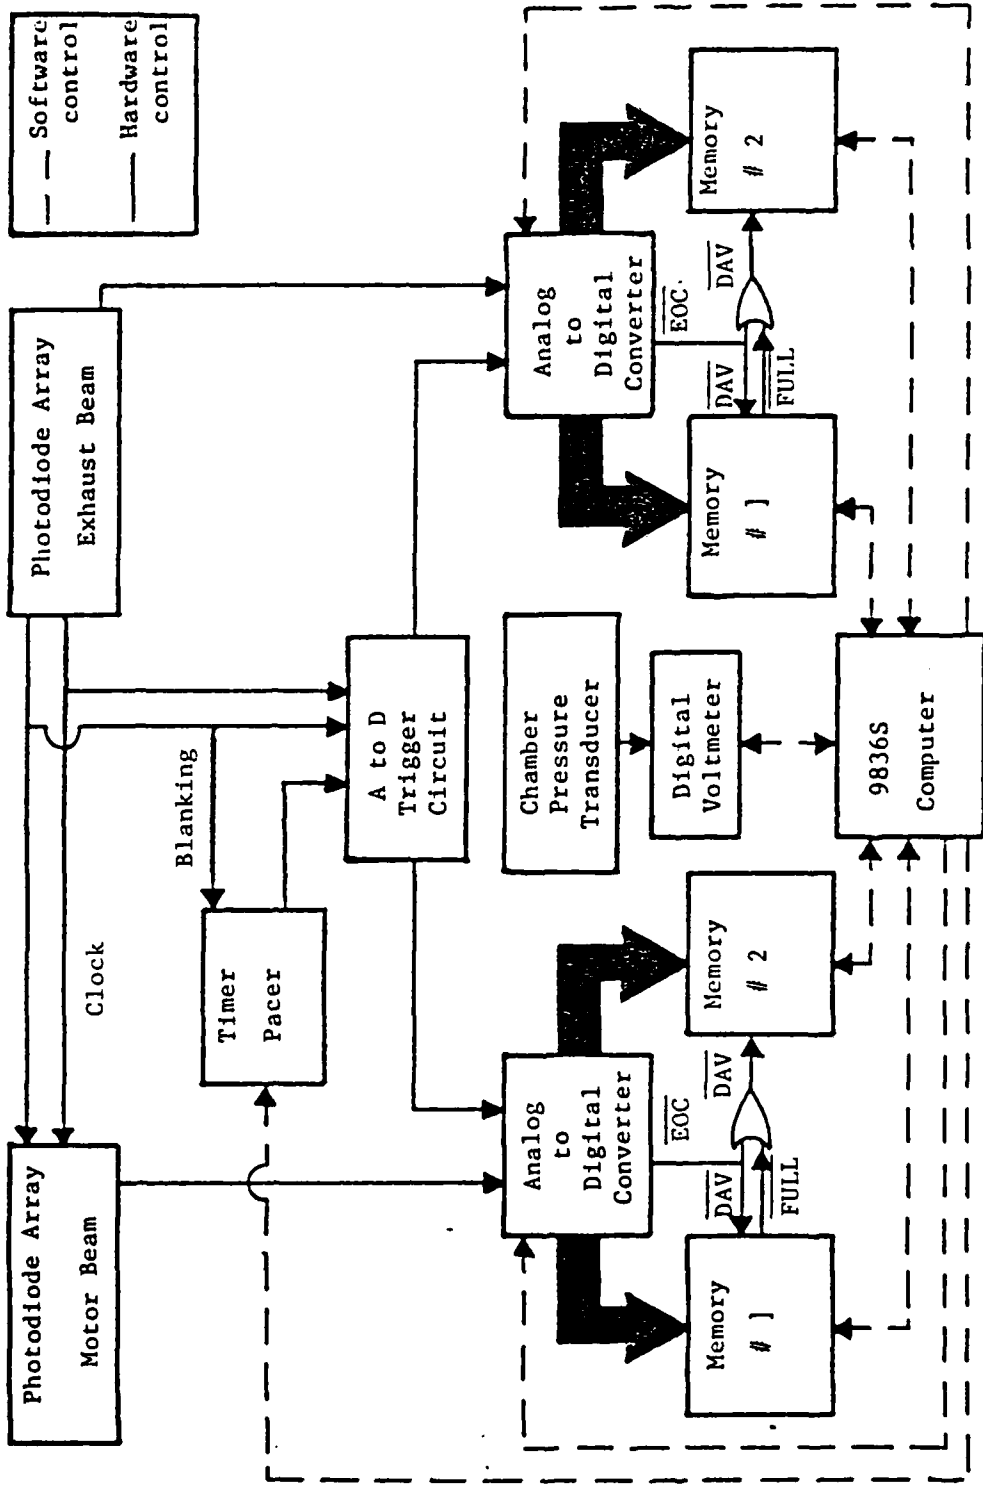 Photodiode Array
Motor Beam
Photodiode Array
Exhaust Beam
— — Software
control
—— Hardware
control
Clock
Blanking
Timer
Pacer
A to D
Trigger
Circuit
Analog
to
Digital
Converter
Chamber
Pressure
Transducer
Analog
to
Digital
Converter
EOC
DAV
DAV
FULL
Digital
Voltmeter
EOC
DAV
DAV
FULL
Memory
# 1
Memory
# 2
Memory
# 1
Memory
# 2
9836S
Computer